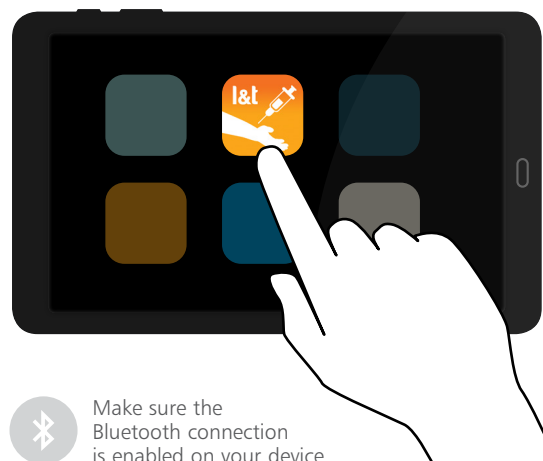 I&t
Make sure the
Bluetooth connection
is enabled on your device